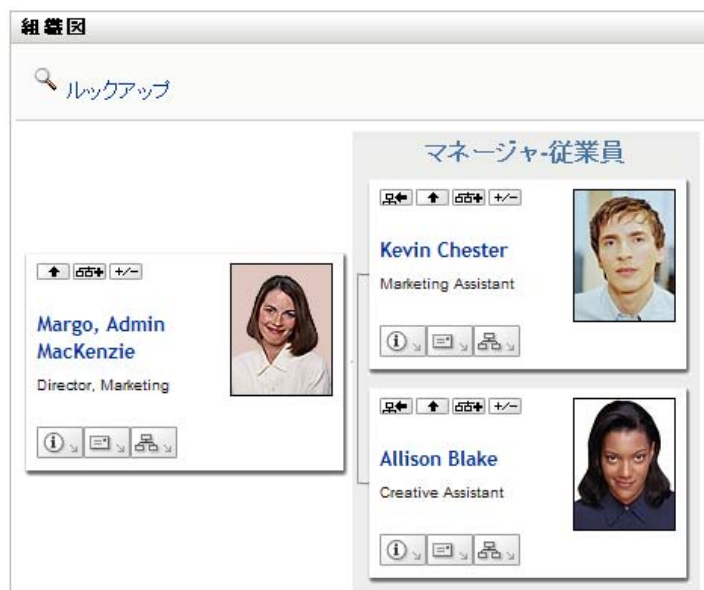 組織図
ルックアップ
マネージャ-従業員
Margo, Admin
MacKenzie
Director, Marketing
Kevin Chester
Marketing Assistant
Allison Blake
Creative Assistant